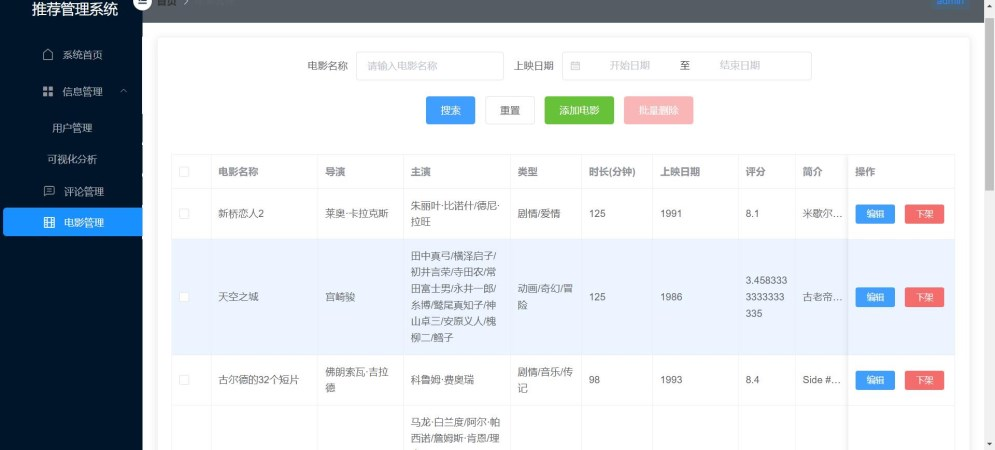 推荐管理系统
首页
admin
系统首页
信息管理
用户管理
可视化分析
评论管理
电影管理
电影名称 请输入电影名称 上映日期 开始日期 至 结束日期
搜索 重置 添加电影 批量删除
电影名称 导演 主演 类型 时长(分钟) 上映日期 评分 简介 操作
新桥恋人2 莱奥·卡拉克斯 朱丽叶·比诺什/德尼·
拉旺 剧情/爱情 125 1991 8.1 米歇尔... 编辑 下架
田中真弓/横泽启子/
初井言荣/寺田农/常
田富士男/永井一郎/
糸博/鹫尾真知子/神
山卓三/安原义人/槐
柳二/鳕子
天空之城 宫崎骏 动画/奇幻/冒
险 125 1986
3.458333
3333333
335
古老帝... 编辑 下架
古尔德的32个短片 佛朗索瓦·吉拉
德 科鲁姆·费奥瑞 剧情/音乐/传
记 98 1993 8.4 Side #... 编辑 下架
马龙·白兰度/阿尔·帕
西诺/詹姆斯·肯恩/理